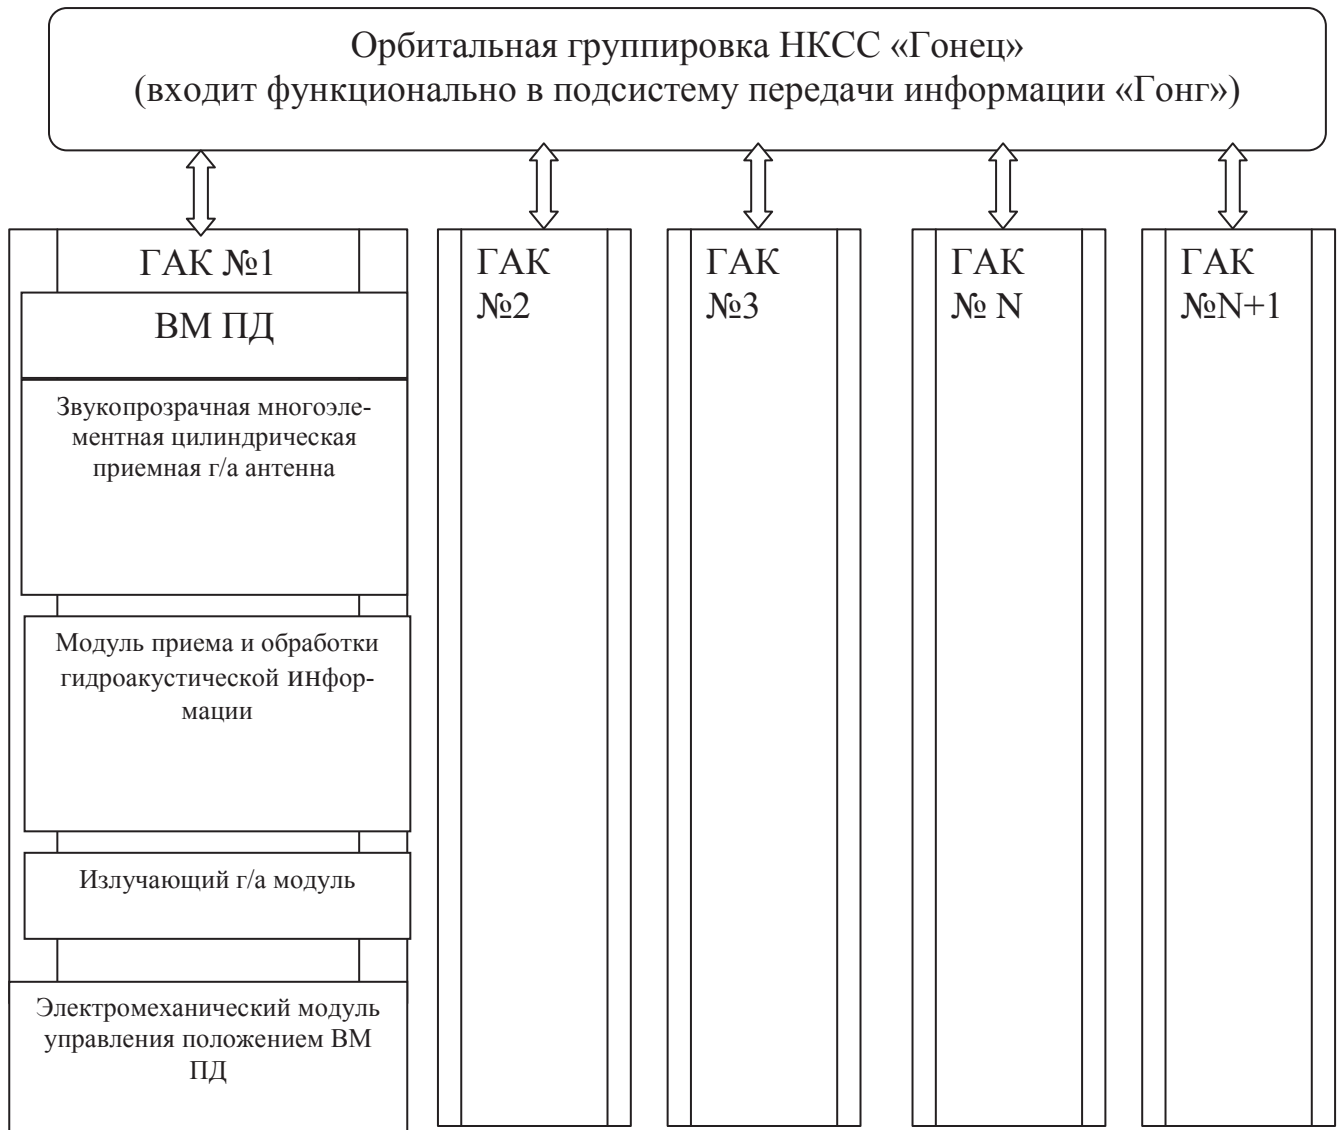 Орбитальная группировка НКСС «Гонец»
(входит функционально в подсистему передачи информации «Гонг»)
ГАК №1
ВМ ПД
Звукопрозрачная многоэле-
ментная цилиндрическая
приемная г/а антенна
Модуль приема и обработки
гидроакустической инфор-
мации
Излучающий г/а модуль
Электромеханический модуль
управления положением ВМ
ПД
ГАК
№2
ГАК
№3
ГАК
№ N
ГАК
№N+1